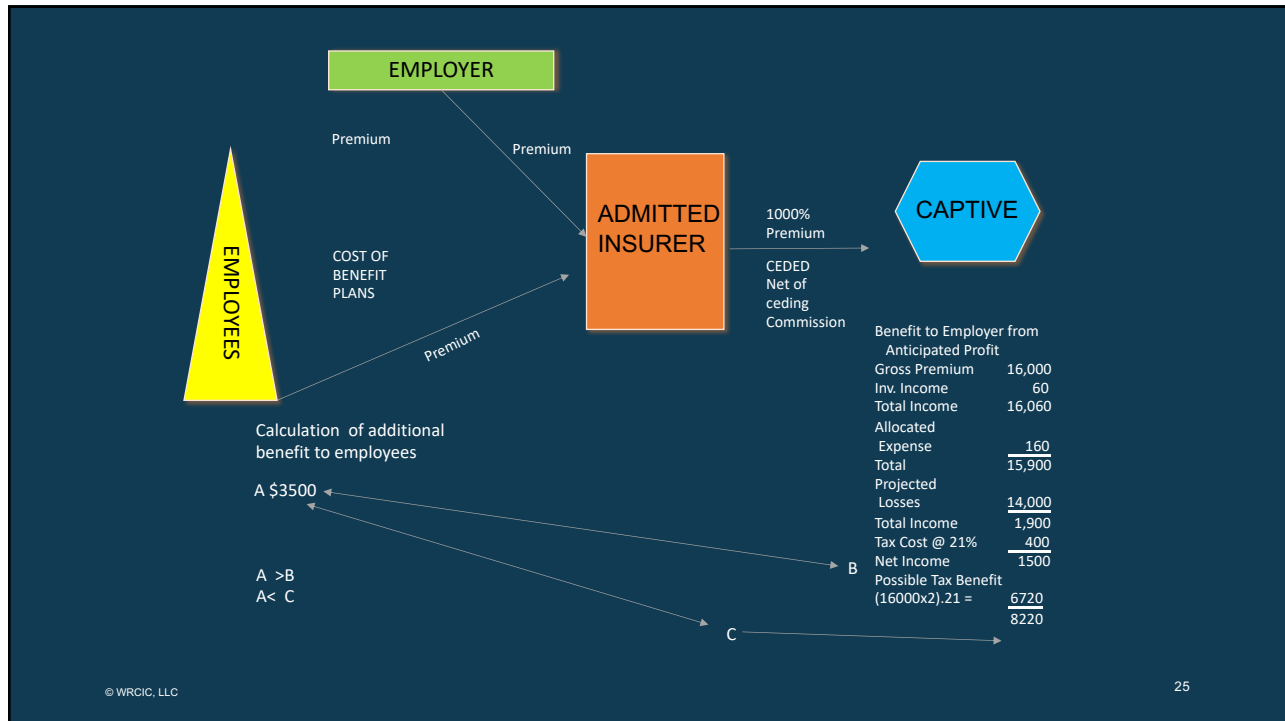 EMPLOYER
Premium
Premium
EMPLOYEES
COST OF
BENEFIT
PLANS
Premium
ADMITTED
INSURER
1000%
Premium
CEDED
Net of
ceding
Commission
CAPTIVE
Calculation of additional
benefit to employees
A $3500
A >B
A< C
B
C
Benefit to Employer from
Anticipated Profit
Gross Premium 16,000
Inv. Income 60
Total Income 16,060
Allocated
Expense 160
Total 15,900
Projected
Losses 14,000
Total Income 1,900
Tax Cost @ 21% 400
Net Income 1500
Possible Tax Benefit
(16000x2).21 = 6720
8220
© WRCIC, LLC
25